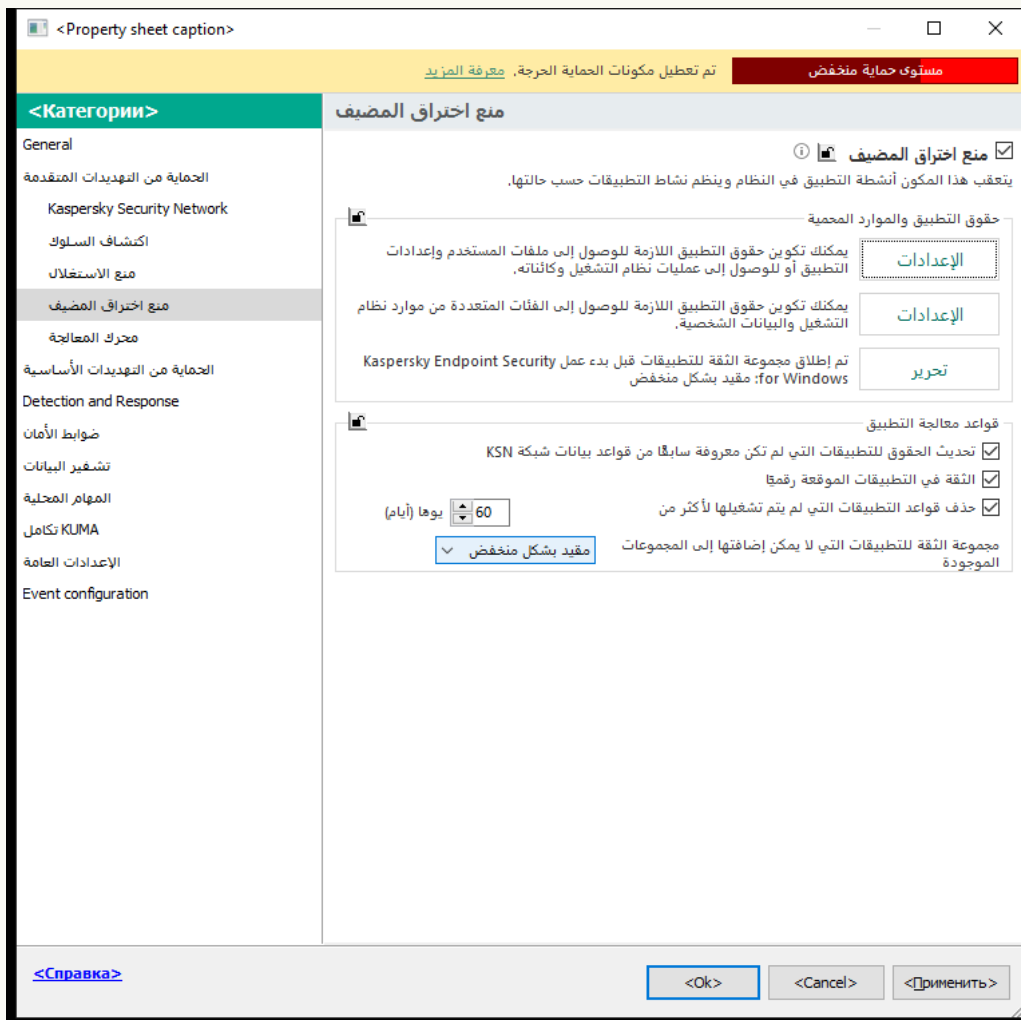 <Property sheet caption>
مستوى حماية منخفض
تم تعطيل مكونات الحماية الحرجة. معرفة المزيد
<Категории>
General
الحماية من التهديدات المتقدمة
Kaspersky Security Network
اكتشاف السلوك
منع الاستغلال
منع اختراق المضيف
محرك المعالجة
الحماية من التهديدات الأساسية
Detection and Response
ضوابط الأمان
تشفير البيانات
المهام المحلية
تكامل KUMA
الإعدادات العامة
Event configuration
منع اختراق المضيف
منع اختراق المضيف
يتعقب هذا المكون أنشطة التطبيق في النظام وينظم نشاط التطبيقات حسب حالتها.
حقوق التطبيق والموارد المحمية
الإعدادات
يمكنك تكوين حقوق التطبيق اللازمة للوصول إلى ملفات المستخدم وإعدادات
التطبيق أو للوصول إلى عمليات نظام التشغيل وكائناته.
الإعدادات
يمكنك تكوين حقوق التطبيق اللازمة للوصول إلى الفئات المتعددة من موارد نظام
التشغيل والبيانات الشخصية.
تحرير
تم إطلاق مجموعة الثقة للتطبيقات قبل بدء عمل Kaspersky Endpoint Security
for Windows: مقيد بشكل منخفض
قواعد معالجة التطبيق
تحديث الحقوق للتطبيقات التي لم تكن معروفة سابقًا من قواعد بيانات شبكة KSN
الثقة في التطبيقات الموقعة رقميًا
حذف قواعد التطبيقات التي لم يتم تشغيلها لأكثر من 60 يوها (أيام)
مجموعة الثقة للتطبيقات التي لا يمكن إضافتها إلى المجموعات
الموجودة
مقيد بشكل منخفض
<Справка>
<Ok>
<Cancel>
<Применить>